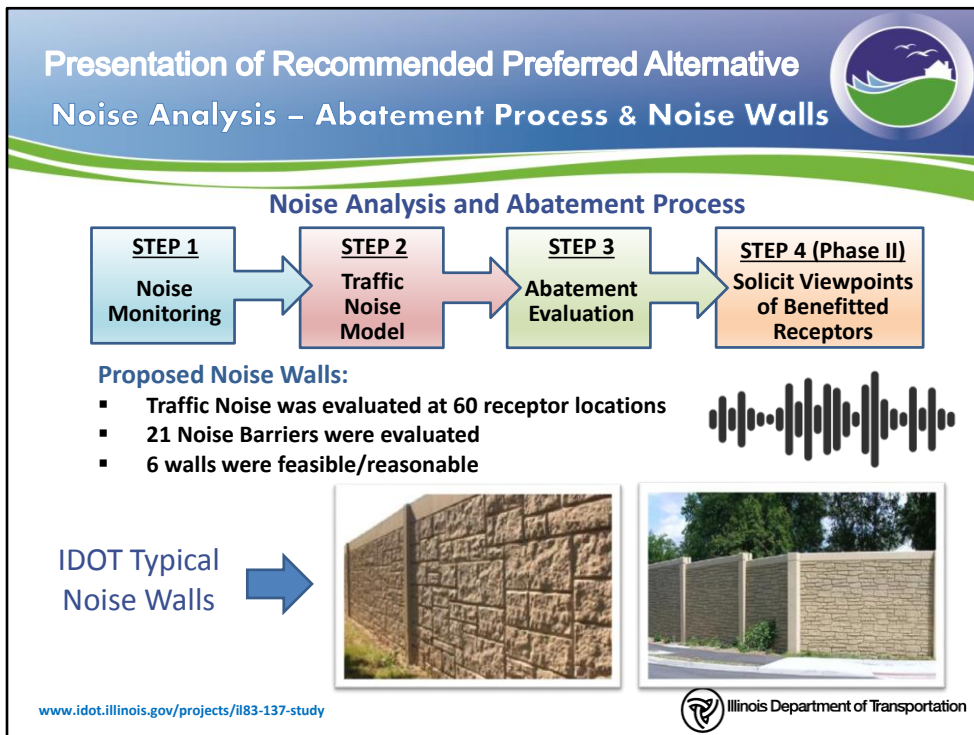 Presentation of Recommended Preferred Alternative
Noise Analysis – Abatement Process & Noise Walls
Noise Analysis and Abatement Process
STEP 1
Noise
Monitoring
STEP 2
Traffic
Noise
Model
STEP 3
Abatement
Evaluation
STEP 4 (Phase II)
Solicit Viewpoints
of Benefitted
Receptors
Proposed Noise Walls:
▪ Traffic Noise was evaluated at 60 receptor locations
▪ 21 Noise Barriers were evaluated
▪ 6 walls were feasible/reasonable
IDOT Typical
Noise Walls
www.idot.illinois.gov/projects/il83-137-study
Illinois Department of Transportation